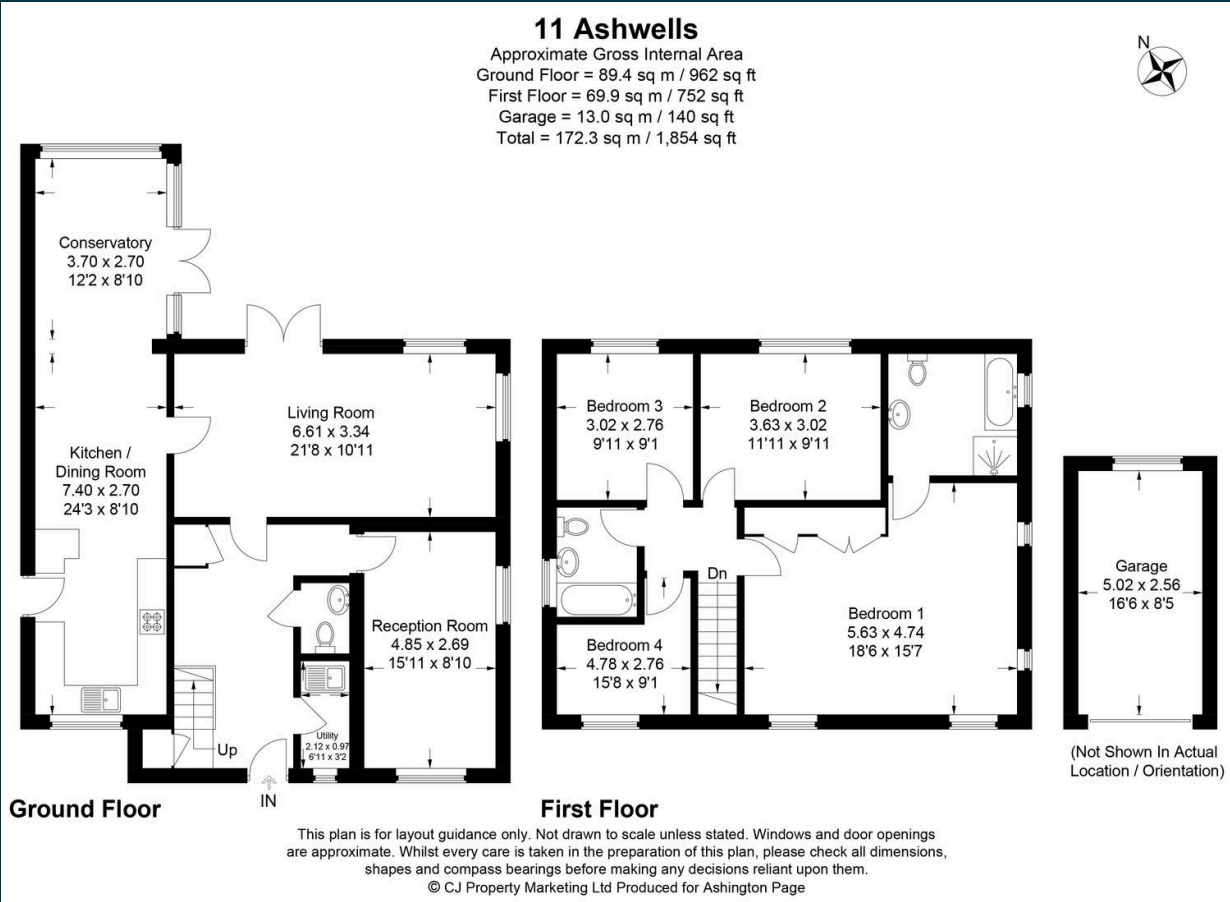 11 Ashwells
Approximate Gross Internal Area
Ground Floor = 89.4 sq m / 962 sq ft
First Floor = 69.9 sq m / 752 sq ft
Garage = 13.0 sq m / 140 sq ft
Total = 172.3 sq m / 1,854 sq ft
N
Conservatory
3.70 x 2.70
12'2 x 8'10
Living Room
6.61 x 3.34
21'8 x 10'11
Kitchen /
Dining Room
7.40 x 2.70
24'3 x 8'10
Reception Room
4.85 x 2.69
15'11 x 8'10
Utility
2.12 x 0.97
6'11 x 3'2
Up
IN
Ground Floor
Bedroom 3
3.02 x 2.76
9'11 x 9'1
Bedroom 2
3.63 x 3.02
11'11 x 9'11
Dn
Bedroom 1
5.63 x 4.74
18'6 x 15'7
Bedroom 4
4.78 x 2.76
15'8 x 9'1
First Floor
Garage
5.02 x 2.56
16'6 x 8'5
(Not Shown In Actual
Location / Orientation)
This plan is for layout guidance only. Not drawn to scale unless stated. Windows and door openings
are approximate. Whilst every care is taken in the preparation of this plan, please check all dimensions,
shapes and compass bearings before making any decisions reliant upon them.
© CJ Property Marketing Ltd Produced for Ashington Page